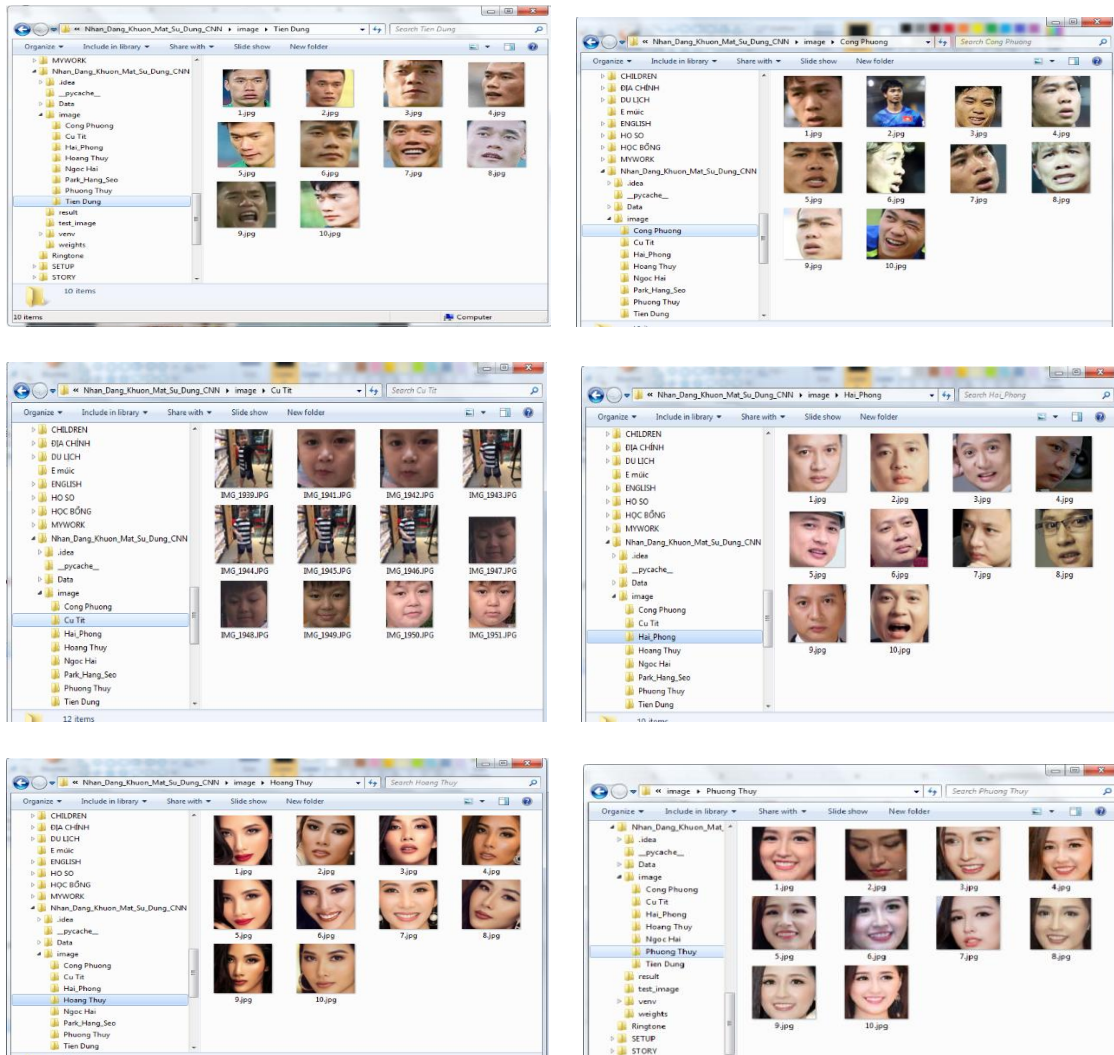 « Nhan_Dang_Khuon_Mat_Su_Dung_CNN ▸ image ▸ Tien Dung
Search Tien Dung
Organize Include in library Share with Slide show New folder
MYWORK
Nhan_Dang_Khuon_Mat_Su_Dung_CNN
.idea
__pycache__
Data
image
Cong Phuong
Cu Tit
Hai_Phong
Hoang Thuy
Ngoc Hai
Park_Hang_Seo
Phuong Thuy
Tien Dung
result
test_image
venv
weights
Ringtone
SETUP
STORY
1.jpg 2.jpg 3.jpg 4.jpg
5.jpg 6.jpg 7.jpg 8.jpg
9.jpg 10.jpg
10 items
10 items Computer
« Nhan_Dang_Khuon_Mat_Su_Dung_CNN ▸ image ▸ Cong Phuong
Search Cong Phuong
Organize Include in library Share with Slide show New folder
CHILDREN
ĐỊA CHÍNH
DU LỊCH
E múic
ENGLISH
HO SO
HỌC BỔNG
MYWORK
Nhan_Dang_Khuon_Mat_Su_Dung_CNN
.idea
__pycache__
Data
image
Cong Phuong
Cu Tit
Hai_Phong
Hoang Thuy
Ngoc Hai
Park_Hang_Seo
Phuong Thuy
Tien Dung
1.jpg 2.jpg 3.jpg 4.jpg
5.jpg 6.jpg 7.jpg 8.jpg
9.jpg 10.jpg
« Nhan_Dang_Khuon_Mat_Su_Dung_CNN ▸ image ▸ Cu Tit
Search Cu Tit
Organize Include in library Share with Slide show New folder
CHILDREN
ĐỊA CHÍNH
DU LỊCH
E múic
ENGLISH
HO SO
HỌC BỔNG
MYWORK
Nhan_Dang_Khuon_Mat_Su_Dung_CNN
.idea
__pycache__
Data
image
Cong Phuong
Cu Tit
Hai_Phong
Hoang Thuy
Ngoc Hai
Park_Hang_Seo
Phuong Thuy
Tien Dung
IMG_1939.JPG IMG_1941.JPG IMG_1942.JPG IMG_1943.JPG
IMG_1944.JPG IMG_1945.JPG IMG_1946.JPG IMG_1947.JPG
IMG_1948.JPG IMG_1949.JPG IMG_1950.JPG IMG_1951.JPG
12 items
« Nhan_Dang_Khuon_Mat_Su_Dung_CNN ▸ image ▸ Hai_Phong
Search Hai_Phong
Organize Include in library Share with Slide show New folder
CHILDREN
ĐỊA CHÍNH
DU LỊCH
E múic
ENGLISH
HO SO
HỌC BỔNG
MYWORK
Nhan_Dang_Khuon_Mat_Su_Dung_CNN
.idea
__pycache__
Data
image
Cong Phuong
Cu Tit
Hai_Phong
Hoang Thuy
Ngoc Hai
Park_Hang_Seo
Phuong Thuy
Tien Dung
1.jpg 2.jpg 3.jpg 4.jpg
5.jpg 6.jpg 7.jpg 8.jpg
9.jpg 10.jpg
10 items
« Nhan_Dang_Khuon_Mat_Su_Dung_CNN ▸ image ▸ Hoang Thuy
Search Hoang Thuy
Organize Include in library Share with Slide show New folder
CHILDREN
ĐỊA CHÍNH
DU LỊCH
E múic
ENGLISH
HO SO
HỌC BỔNG
MYWORK
Nhan_Dang_Khuon_Mat_Su_Dung_CNN
.idea
__pycache__
Data
image
Cong Phuong
Cu Tit
Hai_Phong
Hoang Thuy
Ngoc Hai
Park_Hang_Seo
Phuong Thuy
Tien Dung
1.jpg 2.jpg 3.jpg 4.jpg
5.jpg 6.jpg 7.jpg 8.jpg
9.jpg 10.jpg
« image ▸ Phuong Thuy
Search Phuong Thuy
Organize Include in library Share with Slide show New folder
Nhan_Dang_Khuon_Mat_
.idea
__pycache__
Data
image
Cong Phuong
Cu Tit
Hai_Phong
Hoang Thuy
Ngoc Hai
Phuong Thuy
Tien Dung
result
test_image
venv
weights
Ringtone
SETUP
STORY
1.jpg 2.jpg 3.jpg 4.jpg
5.jpg 6.jpg 7.jpg 8.jpg
9.jpg 10.jpg